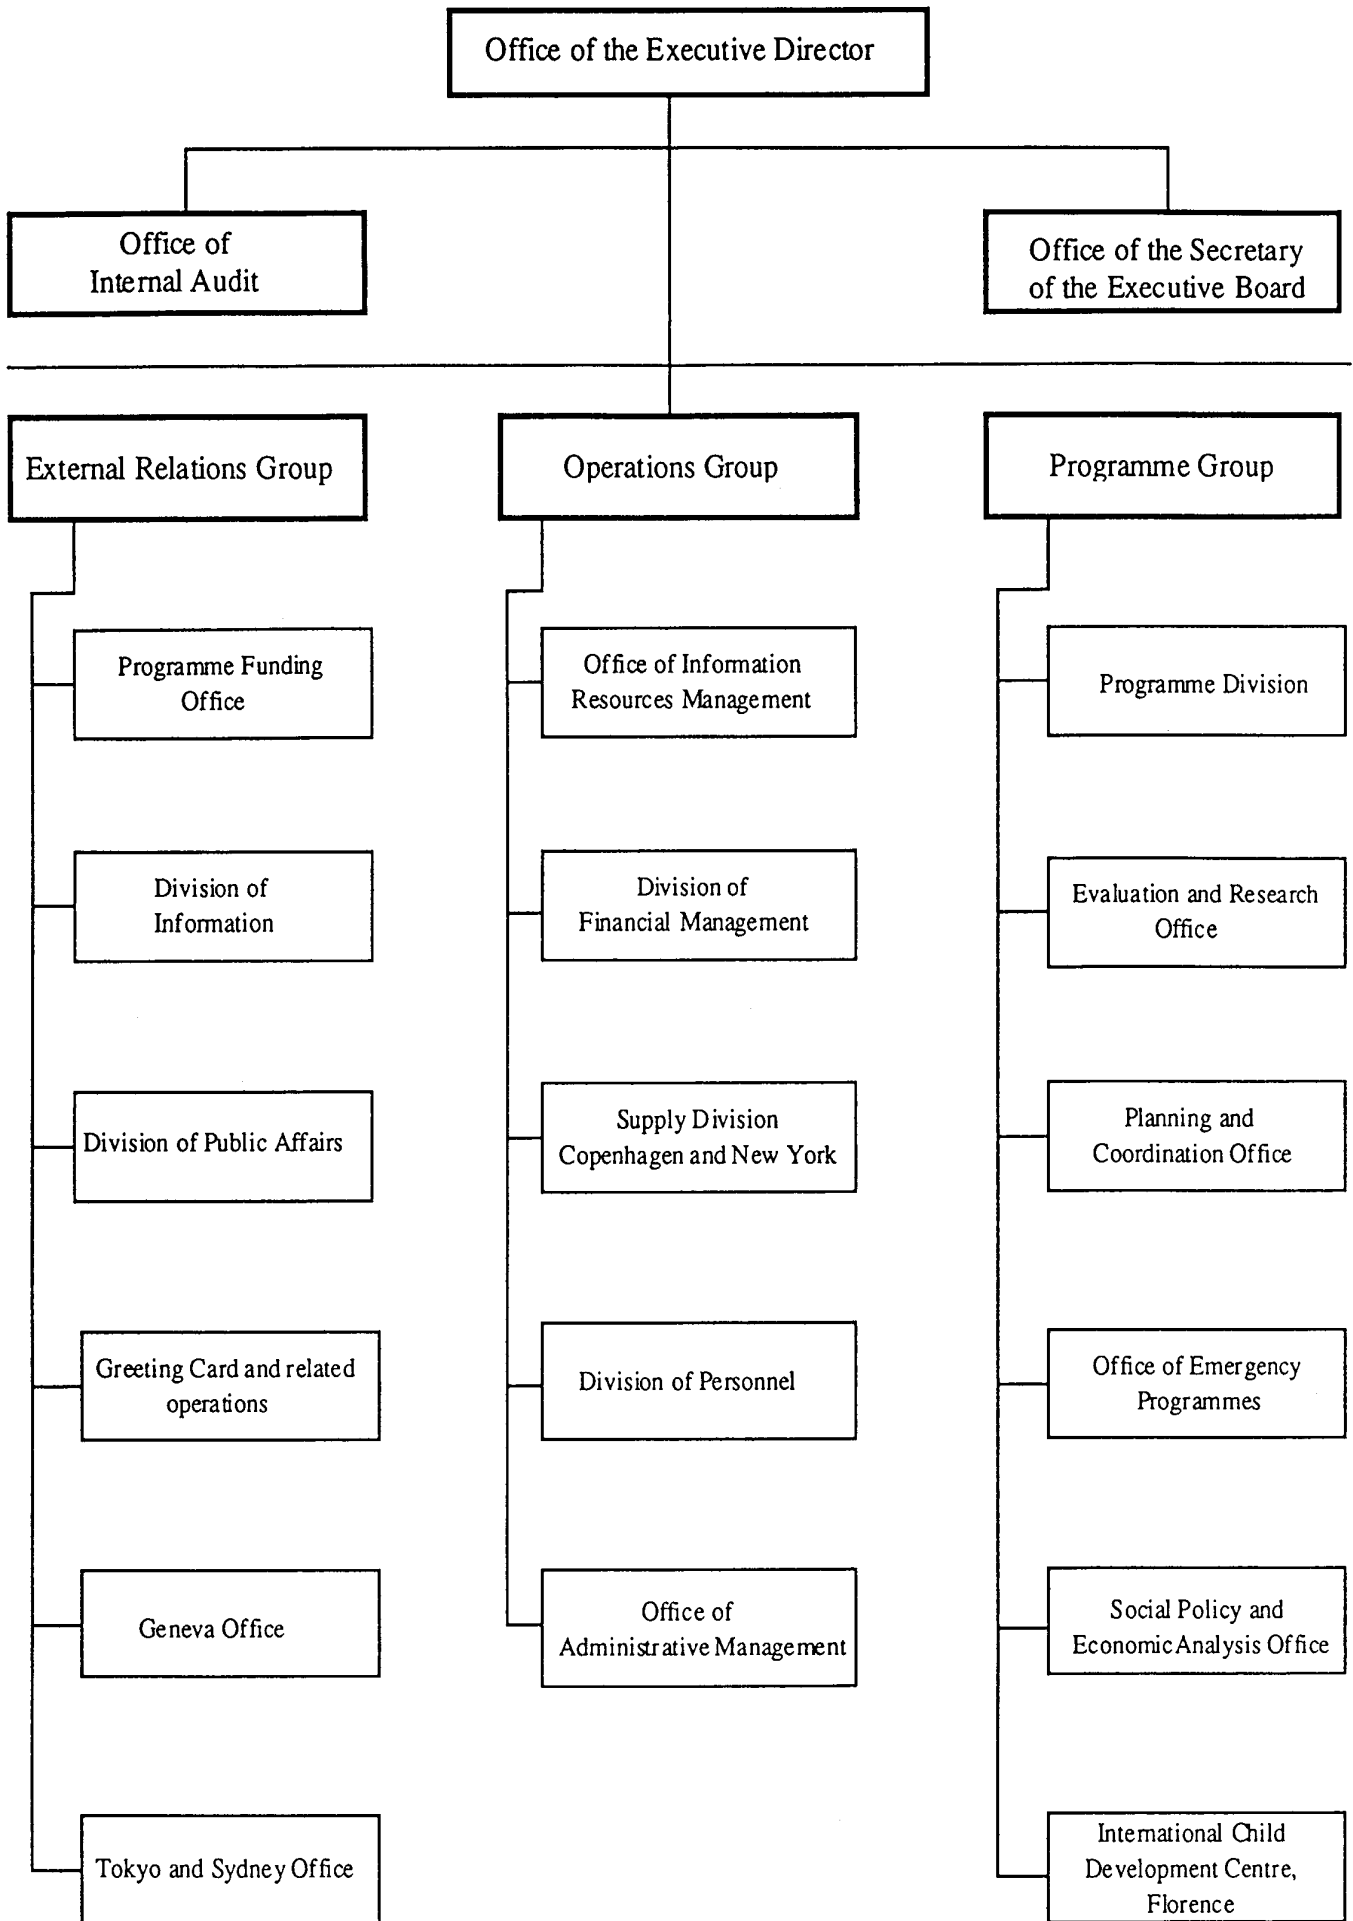 Office of the Executive Director
Office of
Internal Audit
Office of the Secretary
of the Executive Board
External Relations Group
Operations Group
Programme Group
Programme Funding
Office
Division of
Information
Division of Public Affairs
Greeting Card and related
operations
Geneva Office
Tokyo and Sydney Office
Office of Information
Resources Management
Division of
Financial Management
Supply Division
Copenhagen and New York
Division of Personnel
Office of
Administrative Management
Programme Division
Evaluation and Research
Office
Planning and
Coordination Office
Office of Emergency
Programmes
Social Policy and
Economic Analysis Office
International Child
Development Centre,
Florence